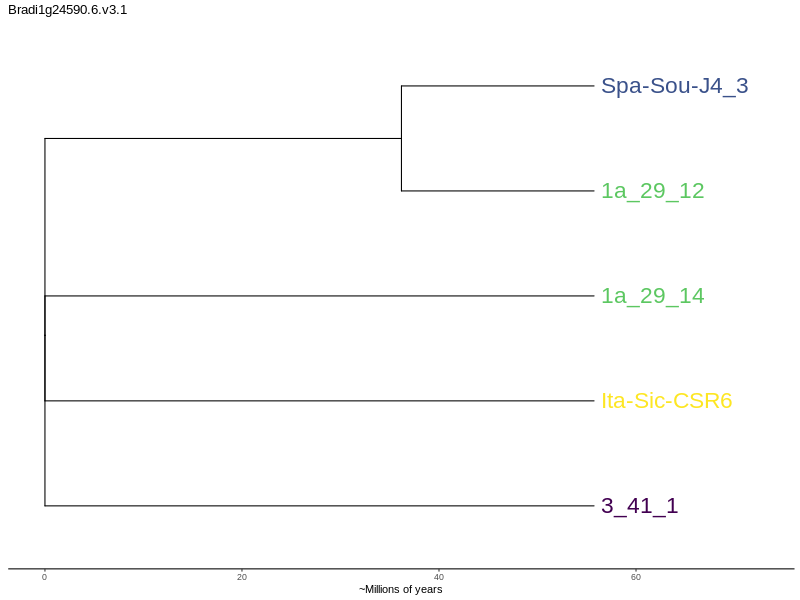 Bradi1g24590.6.v3.1
Spa-Sou-J4_3
1a_29_12
1a_29_14
Ita-Sic-CSR6
3_41_1
0 20 40 60
~Millions of years